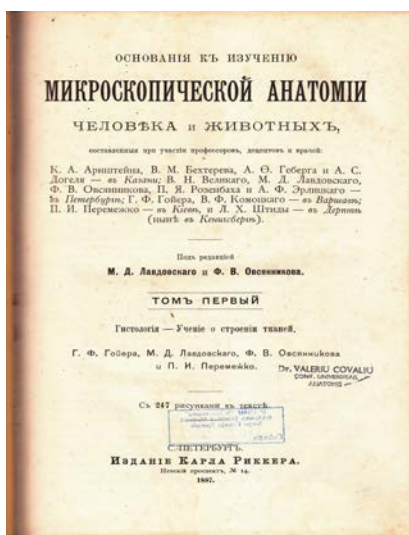 ОСНОВАНІЯ КЪ ИЗУЧЕНІЮ
МИКРОСКОПИЧЕСКОЙ АНАТОМІИ
ЧЕЛОВѢКА И ЖИВОТНЫХЪ,
составленныя при участіи профессоровъ, доцентовъ и врачей:
К. А. Арнштейна, В. М. Бехтерева, А. Ѳ. Геберга и А. С.
Догеля — въ Казани; В. Н. Великаго, М. Д. Лавдовскаго,
Ф. В. Овсянникова, П. Я. Розенбаха и А. Ф. Эрлицкаго —
въ Петербургѣ; Г. Ф. Гойера, В. Ф. Комоцкаго — въ Варшавѣ;
П. И. Перемежко — въ Кіевѣ, и Л. Х. Штиды — въ Дерптѣ
(нынѣ въ Кенигсбергѣ).
Подъ редакціей
М. Д. Лавдовскаго и Ф. В. Овсянникова.
ТОМЪ ПЕРВЫЙ
Гистологія — Ученіе о строеніи тканей,
Г. Ф. Гойера, М. Д. Лавдовскаго, Ф. В. Овсянникова
и П. И. Перемежко.
Dr. VALERIU COVALIU
CONF. UNIVERSITAR
ANATOMIE
Съ 247 рисунками въ текстѣ.
С.-ПЕТЕРБУРГЪ.
ИЗДАНІЕ КАРЛА РИККЕРА.
Невскій проспектъ, № 14.
1887.